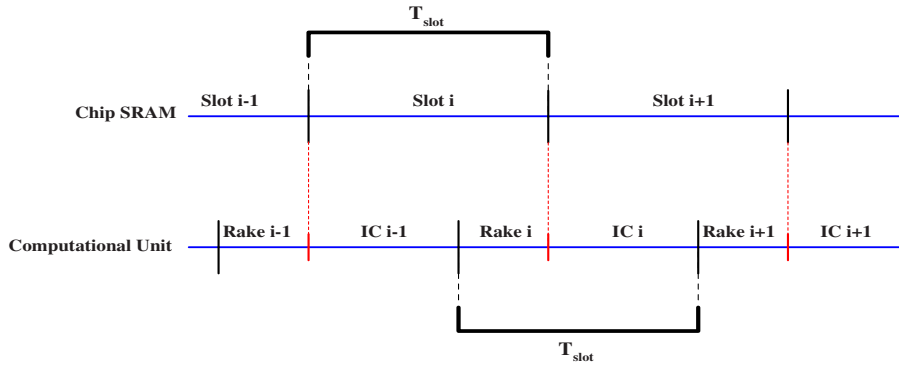 T_slot
Slot i-1 Slot i Slot i+1
Chip SRAM
Rake i-1 IC i-1 Rake i IC i Rake i+1 IC i+1
Computational Unit
T_slot